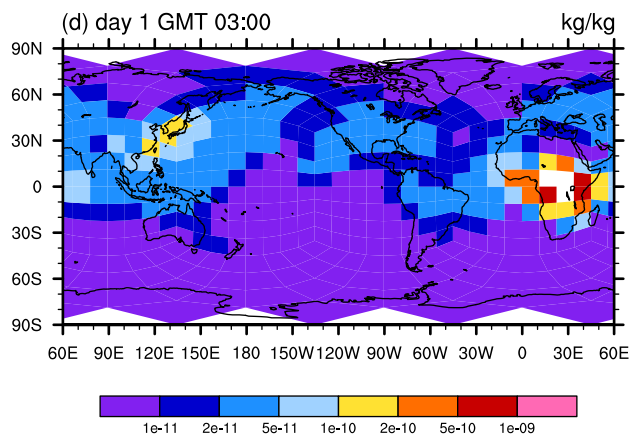 (d) day 1 GMT 03:00 kg/kg
90N
60N
30N
0
30S
60S
90S
60E 90E 120E 150E 180E 150W 120W 90W 60W 30W 0 30E 60E
1e-11 2e-11 5e-11 1e-10 2e-10 5e-10 1e-09